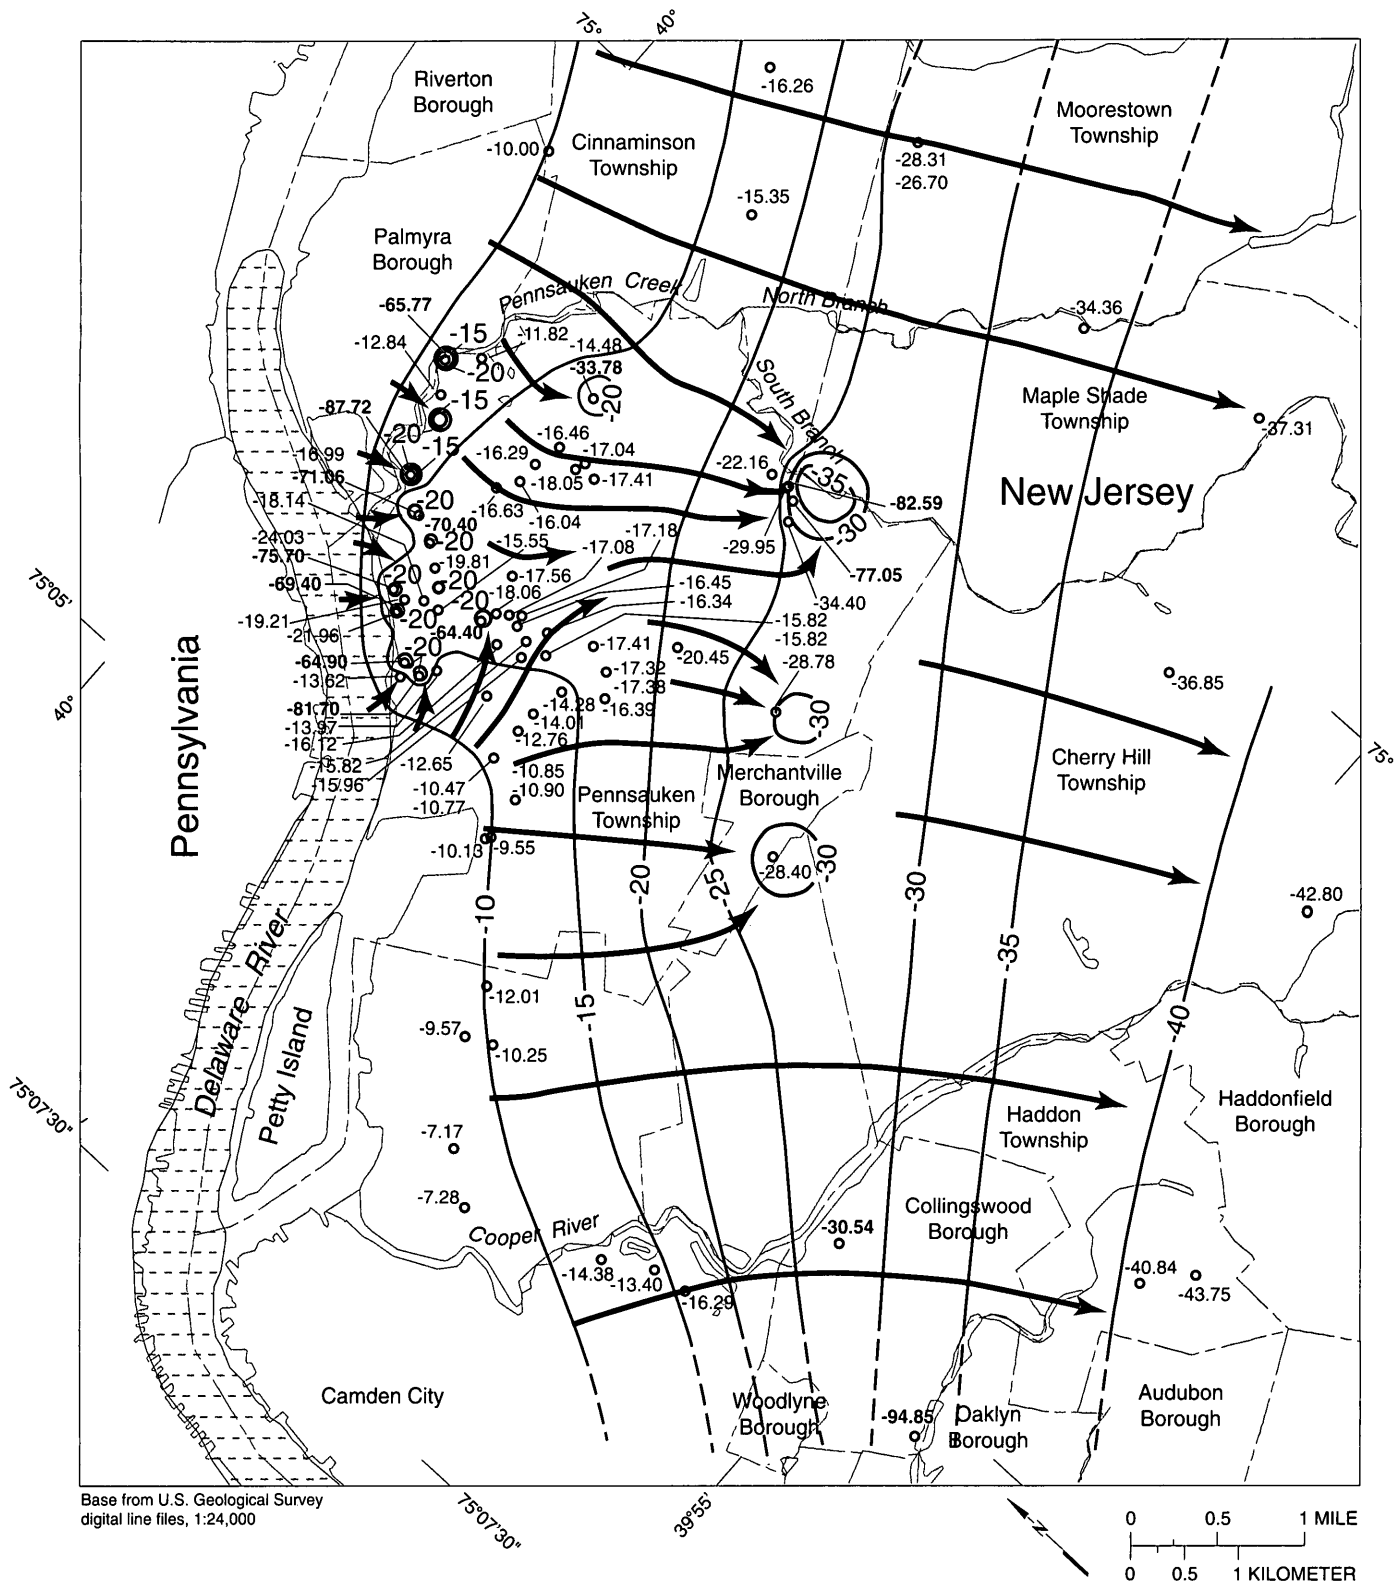 75°
40°
Riverton
Borough
-16.26
Moorestown
Township
-10.00
Cinnaminson
Township
-28.31
-26.70
-15.35
Palmyra
Borough
Pennsauken Creek
North Branch
-65.77
-34.36
-15
-11.82
-12.84
-14.48
-20
-33.78
South Branch
-15
-20
Maple Shade
Township
-87.72
-37.31
-20
-15
-16.46
-16.99
-16.29
-17.04
-22.16
-35
New Jersey
-71.06
-18.05
-17.41
-82.59
-18.14
-20
-16.63
-16.04
-30
-70.40
-17.18
-24.03
-20
-15.55
-17.08
-29.95
-75.70
-19.81
-77.05
-69.40
-20
-20
-17.56
-16.45
-18.06
-16.34
-34.40
75°05'
-19.21
-20
-20
-15.82
-21.96
-64.40
-15.82
-20
-17.41
-20.45
-28.78
-64.90
-17.32
-13.62
-17.38
-36.85
Pennsylvania
40°
-81.70
-14.28
-16.39
-30
-13.97
-14.01
-16.12
-12.76
75°
-15.82
-12.65
-10.85
Merchantville
Borough
Cherry Hill
Township
-15.96
-10.47
-10.90
Pennsauken
Township
-10.77
-10.13
-9.55
-28.40
-30
-10
-20
-25
-30
-42.80
Delaware River
-35
-12.01
-15
-40
Petty Island
-9.57
-10.25
75°07'30"
-7.17
Haddon
Township
Haddonfield
Borough
-7.28
Cooper River
-30.54
Collingswood
Borough
-14.38
-13.40
-16.29
-40.84
-43.75
Camden City
Woodlyne
Borough
-94.85
Oaklyn
Borough
Audubon
Borough
Base from U.S. Geological Survey
digital line files, 1:24,000
75°07'30"
39°55'
N
0 0.5 1 MILE
0 0.5 1 KILOMETER